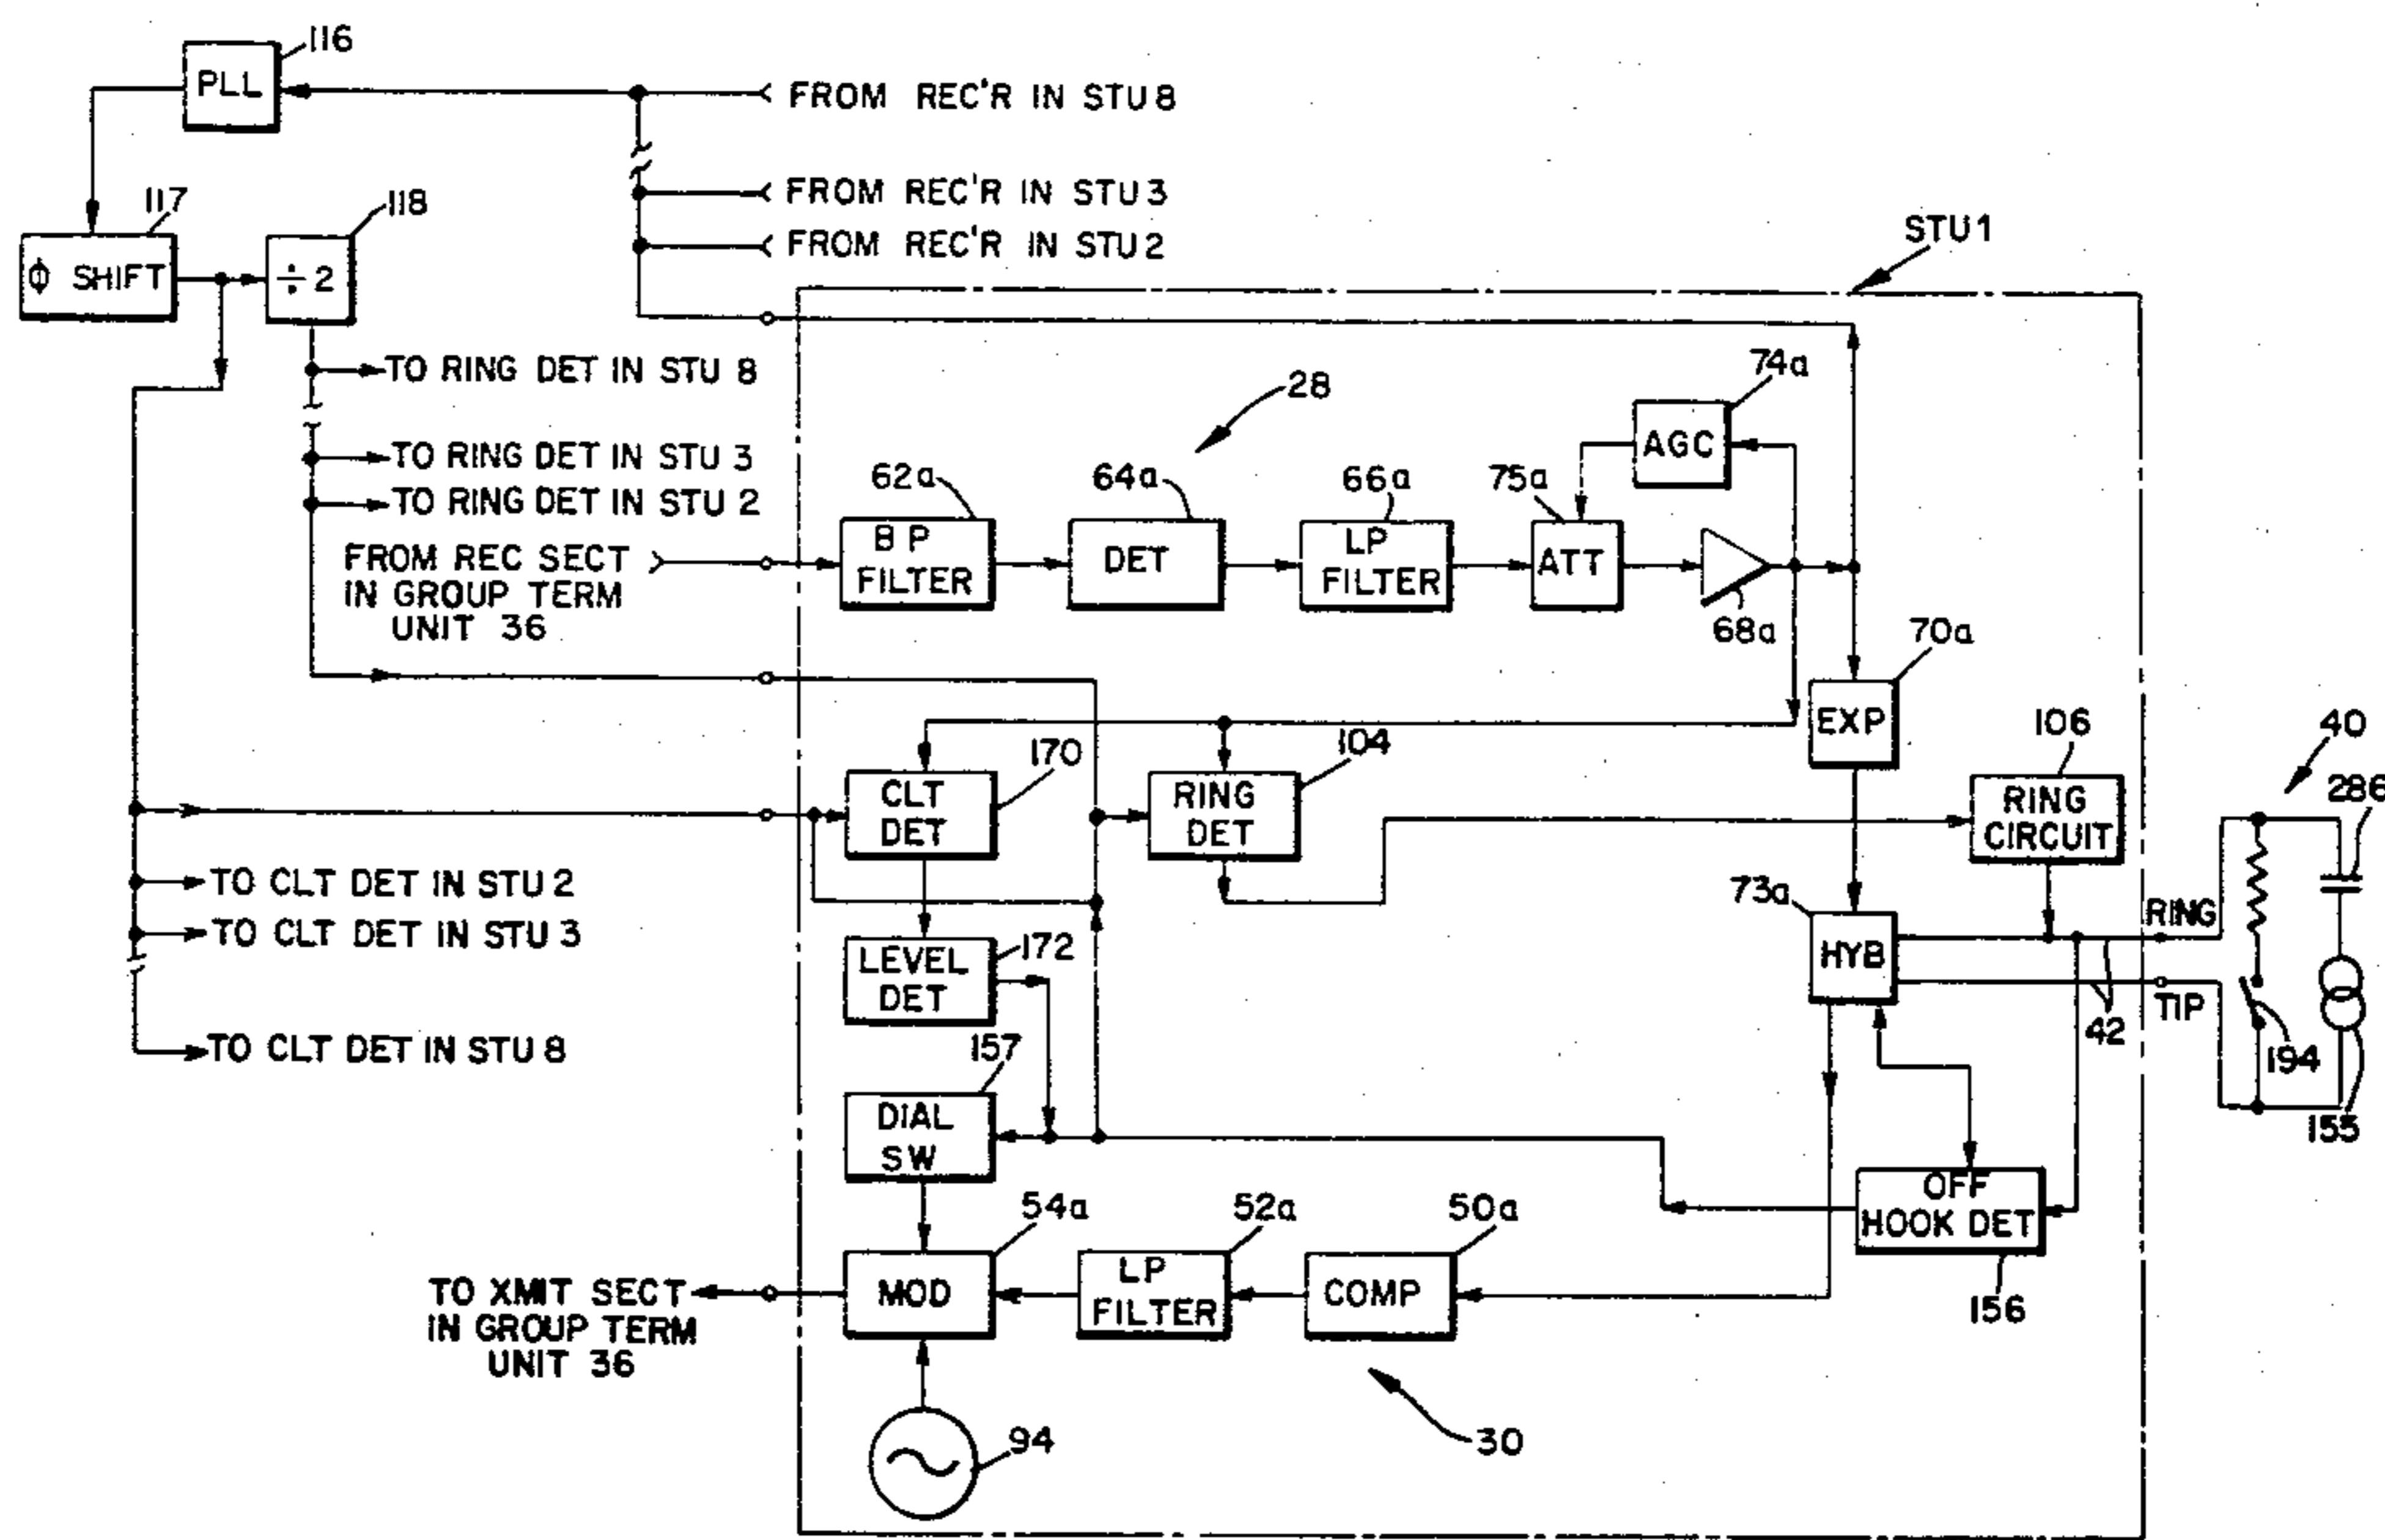 116
PLL
FROM REC'R IN STU 8
117
118
FROM REC'R IN STU 3
FROM REC'R IN STU 2
STU 1
Φ SHIFT
÷2
TO RING DET IN STU 8
74a
28
AGC
TO RING DET IN STU 3
TO RING DET IN STU 2
62a
64a
66a
75a
FROM REC SECT
IN GROUP TERM
UNIT 36
BP
FILTER
DET
LP
FILTER
ATT
68a
70a
EXP
170
104
106
40
286
CLT
DET
RING
DET
RING
CIRCUIT
TO CLT DET IN STU 2
TO CLT DET IN STU 3
TO CLT DET IN STU 8
73a
HYB
RING
TIP
42
194
155
LEVEL
DET
172
157
DIAL
SW
OFF
HOOK DET
156
54a
52a
50a
TO XMIT SECT
IN GROUP TERM
UNIT 36
MOD
LP
FILTER
COMP
94
30